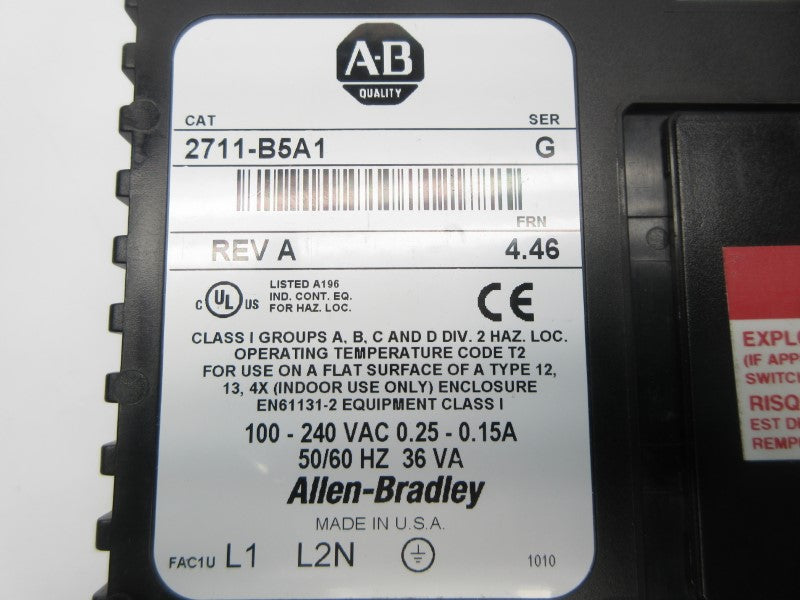 A-B
QUALITY
CAT SER
2711-B5A1 G
FRN
REV A 4.46
C UL US
LISTED A196
IND. CONT. EQ.
FOR HAZ. LOC.
CE
CLASS I GROUPS A, B, C AND D DIV. 2 HAZ. LOC.
OPERATING TEMPERATURE CODE T2
FOR USE ON A FLAT SURFACE OF A TYPE 12,
13, 4X (INDOOR USE ONLY) ENCLOSURE
EN61131-2 EQUIPMENT CLASS I
100 - 240 VAC 0.25 - 0.15A
50/60 HZ 36 VA
Allen-Bradley
MADE IN U.S.A.
FAC1U L1 L2N 1010
EXPLO
(IF APP
SWITCH
RISQ
EST D
REMP